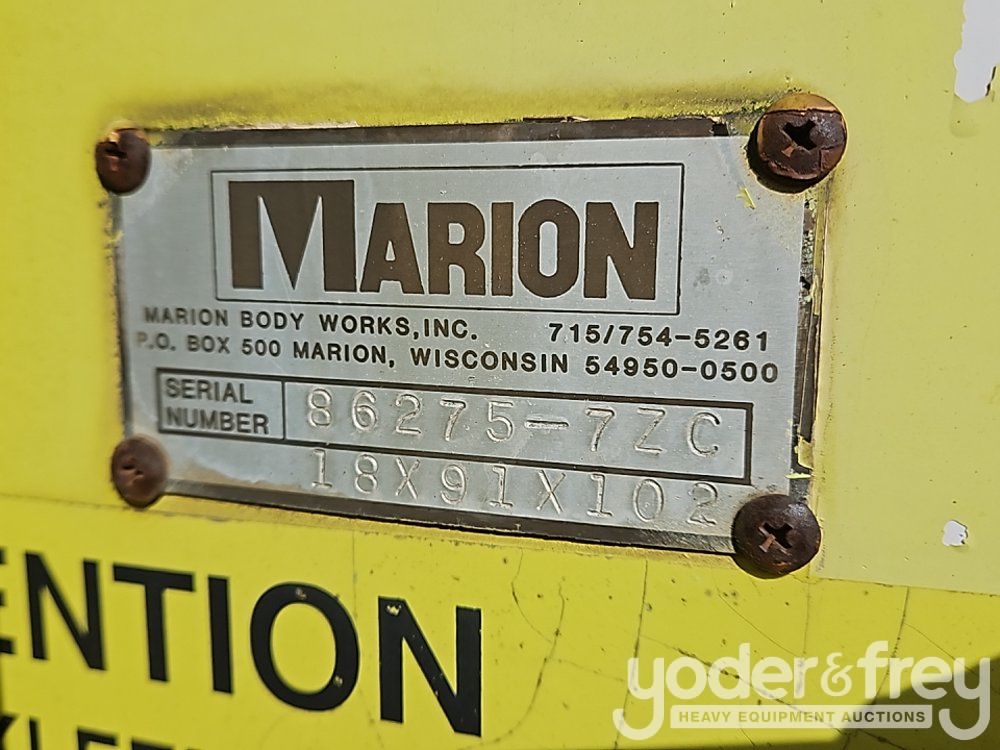 MARION
MARION BODY WORKS, INC. 715/754-5261
P.O. BOX 500 MARION, WISCONSIN 54950-0500
SERIAL NUMBER 86275-7ZC
18X91X102
ENTION
yoder&frey
HEAVY EQUIPMENT AUCTIONS